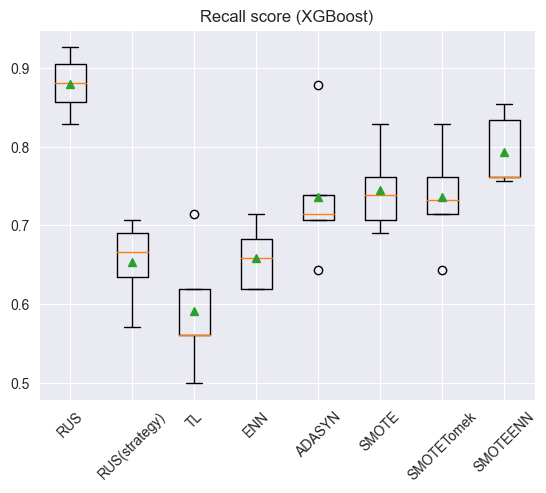 Recall score (XGBoost)
0.9
0.8
0.7
0.6
0.5
RUS
RUS(strategy)
TL
ENN
ADASYN
SMOTE
SMOTETomek
SMOTEENN